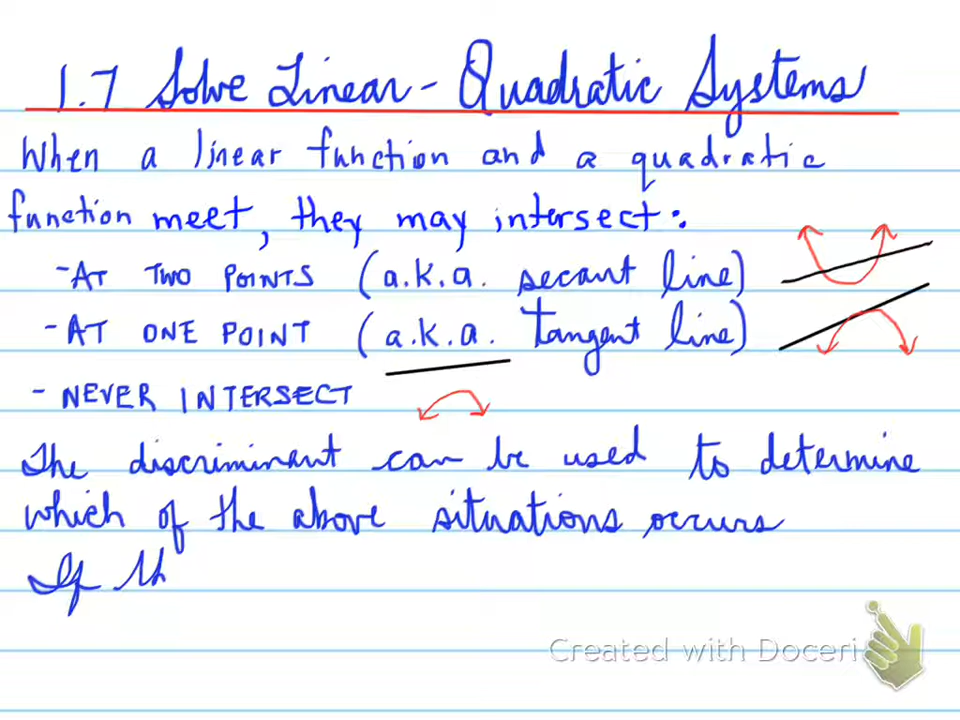 1.7 Solve Linear - Quadratic Systems
When a linear function and a quadratic
function meet, they may intersect:
- AT TWO POINTS (a.k.a. secant line)
- AT ONE POINT (a.k.a. Tangent line)
- NEVER INTERSECT
The discriminant can be used to determine
which of the above situations occurs
If th
Created with Doceri